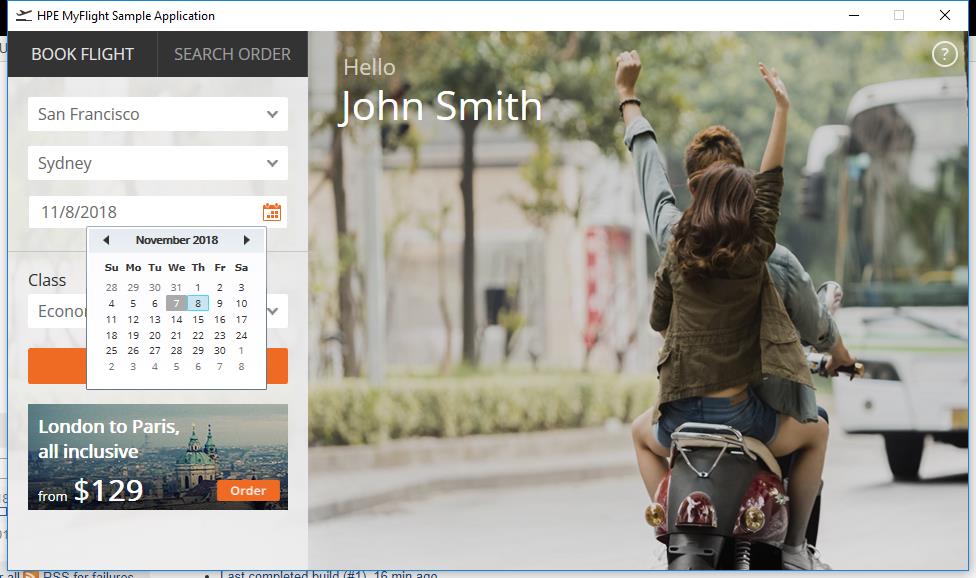 HPE MyFlight Sample Application
BOOK FLIGHT
SEARCH ORDER
?
Hello
John Smith
San Francisco
Sydney
11/8/2018
November 2018
Su Mo Tu We Th Fr Sa
28 29 30 31 1 2 3
4 5 6 7 8 9 10
11 12 13 14 15 16 17
18 19 20 21 22 23 24
25 26 27 28 29 30 1
2 3 4 5 6 7 8
Class
Econo
London to Paris,
all inclusive
from $129
Order
r all RSS for failures
Last completed build (#1), 16 min ago